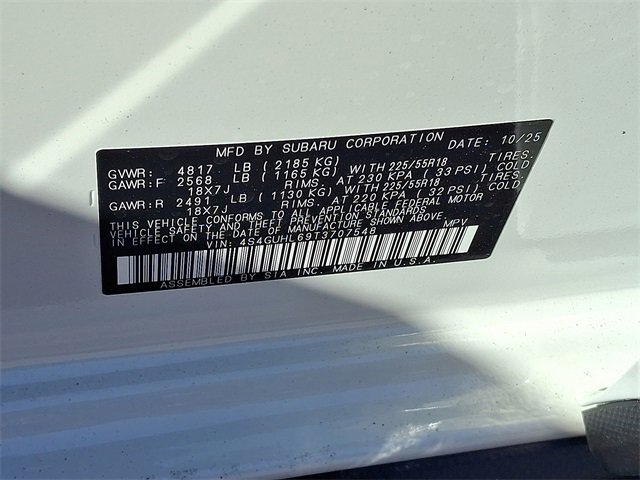 MFD BY SUBARU CORPORATION DATE: 10/25
GVWR: 4817 LB (2185 KG)
GAWR:F 2568 LB (1165 KG) WITH 225/55R18 TIRES.
18X7J RIMS. AT 230 KPA (33 PSI) COLD
GAWR:R 2491 LB (1130 KG) WITH 225/55R18 TIRES.
18X7J RIMS. AT 220 KPA (32 PSI) COLD
THIS VEHICLE CONFORMS TO ALL APPLICABLE FEDERAL MOTOR
VEHICLE SAFETY AND THEFT PREVENTION STANDARDS
IN EFFECT ON THE DATE OF MANUFACTURE SHOWN ABOVE.
VIN: 4S4GUHL69T3707548 MPV
ASSEMBLED BY SIA INC. MADE IN U.S.A.